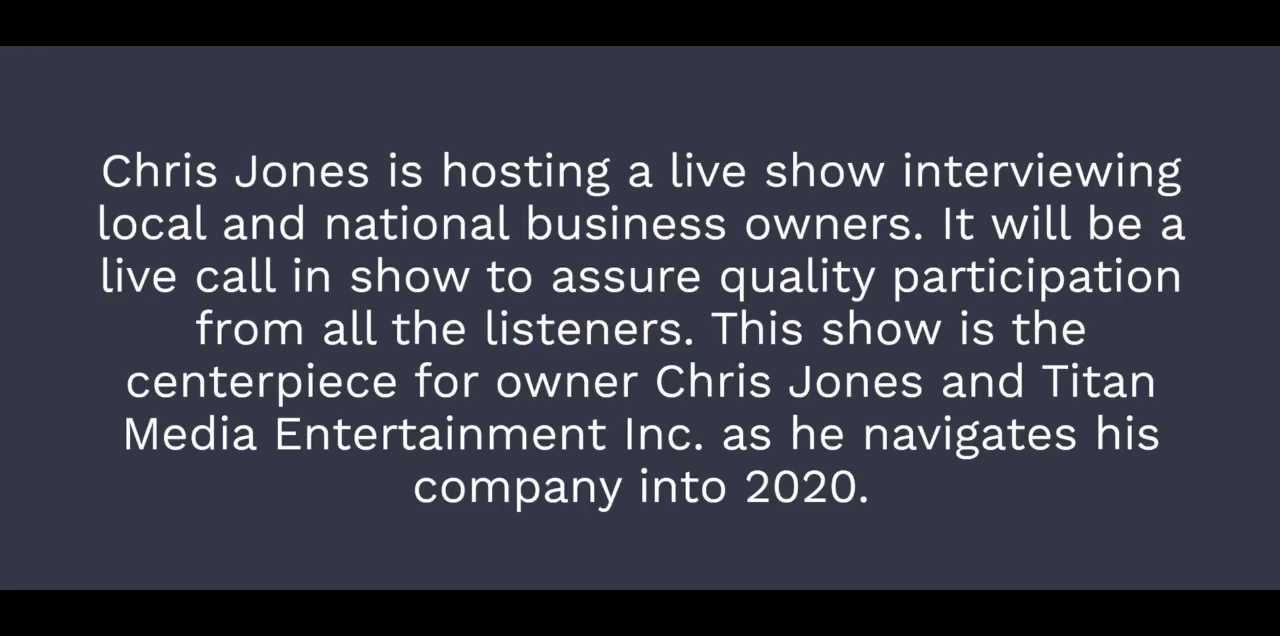 Chris Jones is hosting a live show interviewing
local and national business owners. It will be a
live call in show to assure quality participation
from all the listeners. This show is the
centerpiece for owner Chris Jones and Titan
Media Entertainment Inc. as he navigates his
company into 2020.